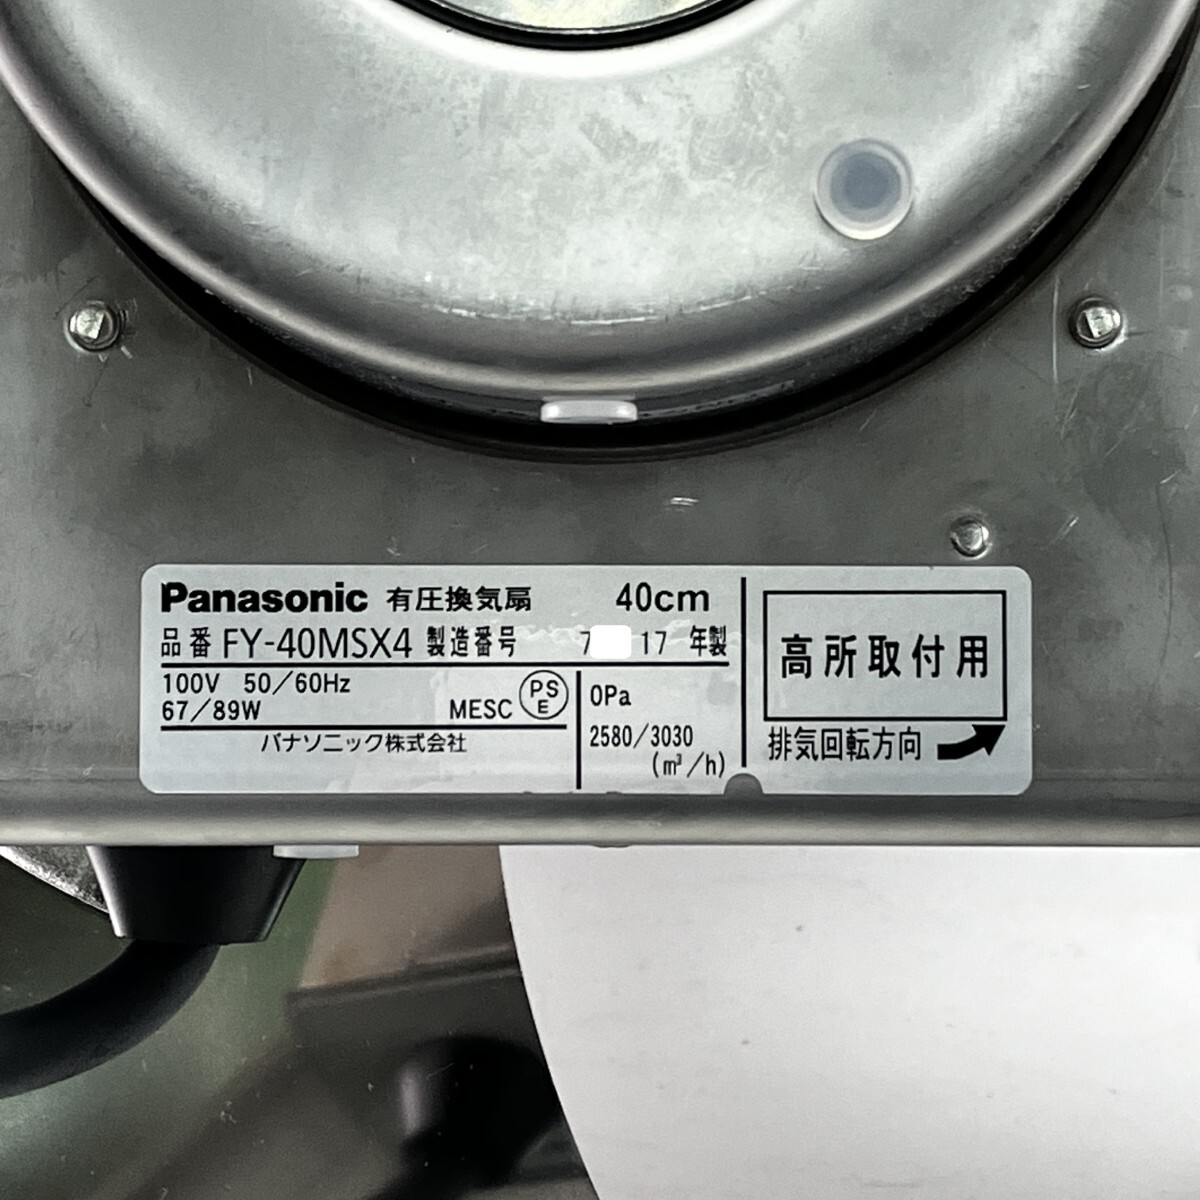 Panasonic 有圧換気扇 40cm
品番 FY-40MSX4 製造番号 7 17 年製
100V 50/60Hz
67/89W
MESC PSE
パナソニック株式会社
0Pa
2580/3030
(m³/h)
高所取付用
排気回転方向